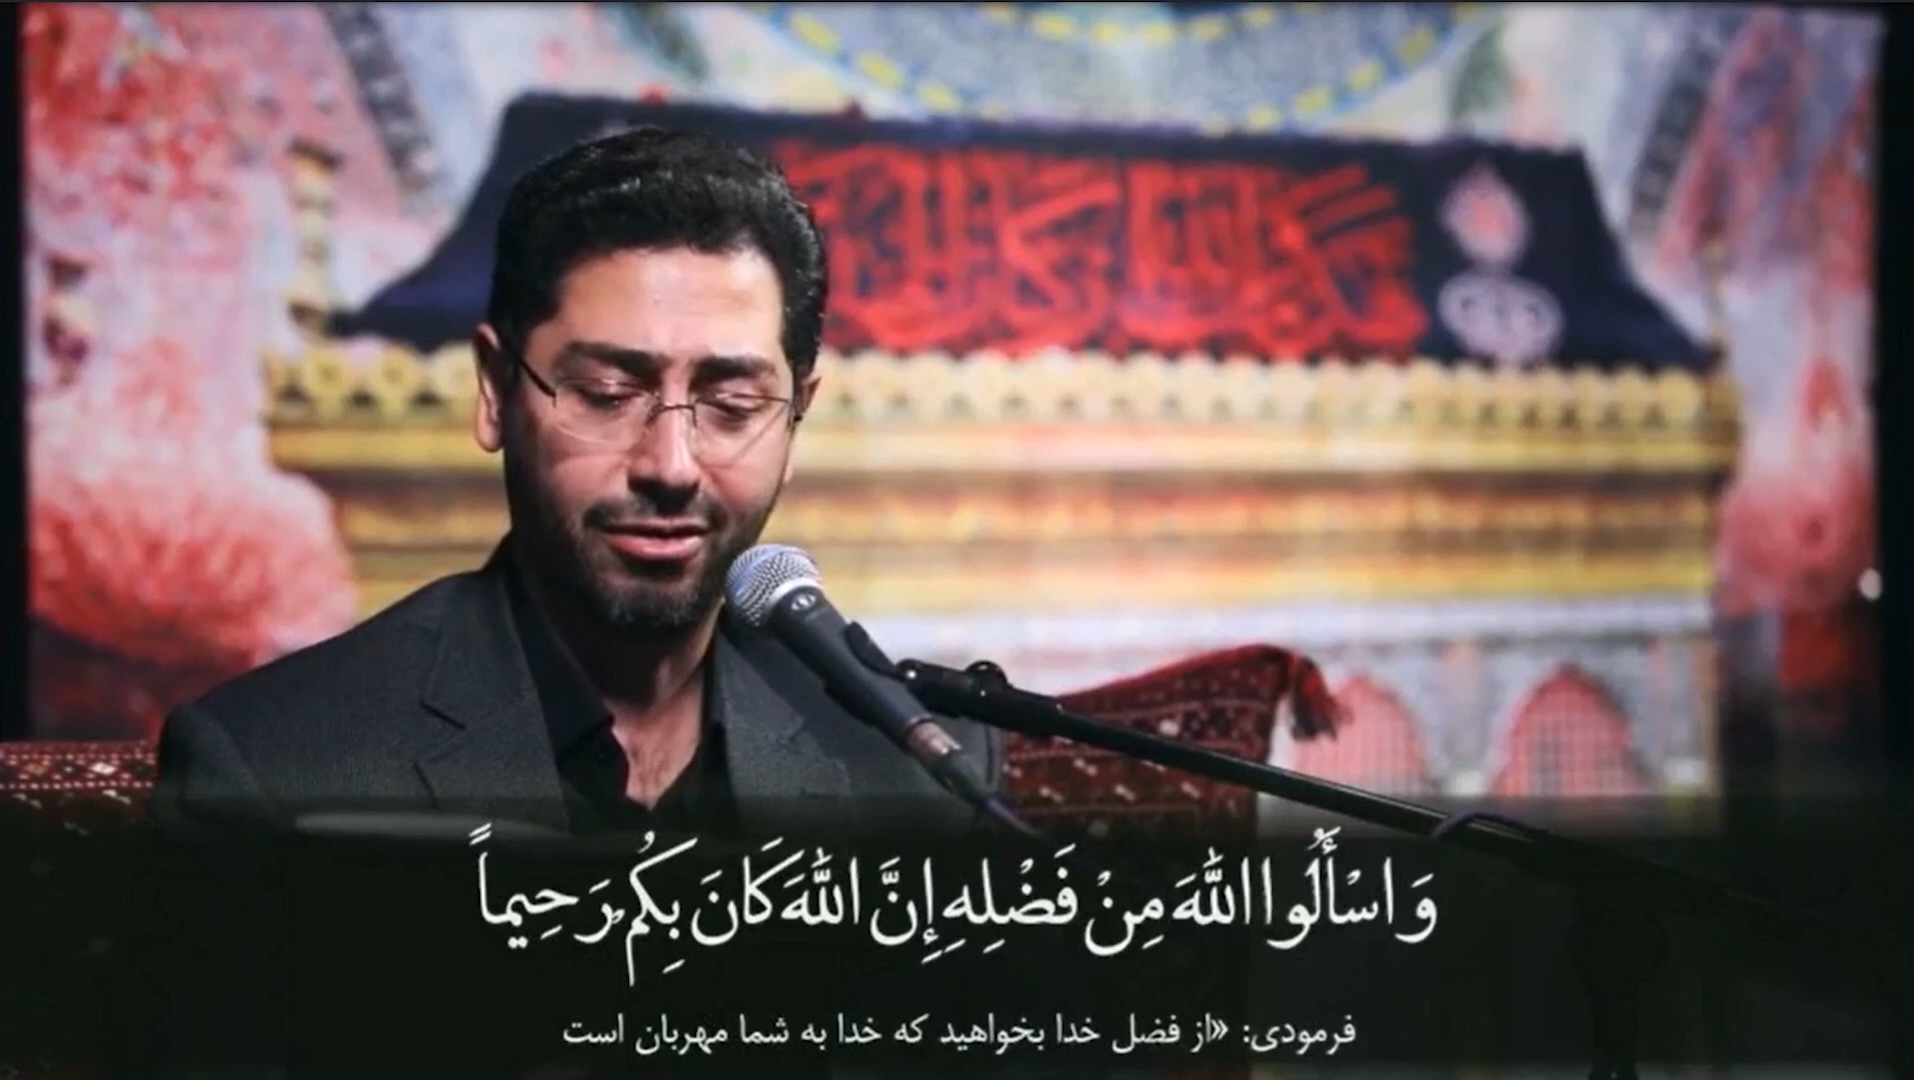 وَ اسْأَلُوا اللَّهَ مِنْ فَضْلِهِ إِنَّ اللَّهَ كَانَ بِكُمْ رَحِيماً
فرمودی: «از فضل خدا بخواهید که خدا به شما مهربان است